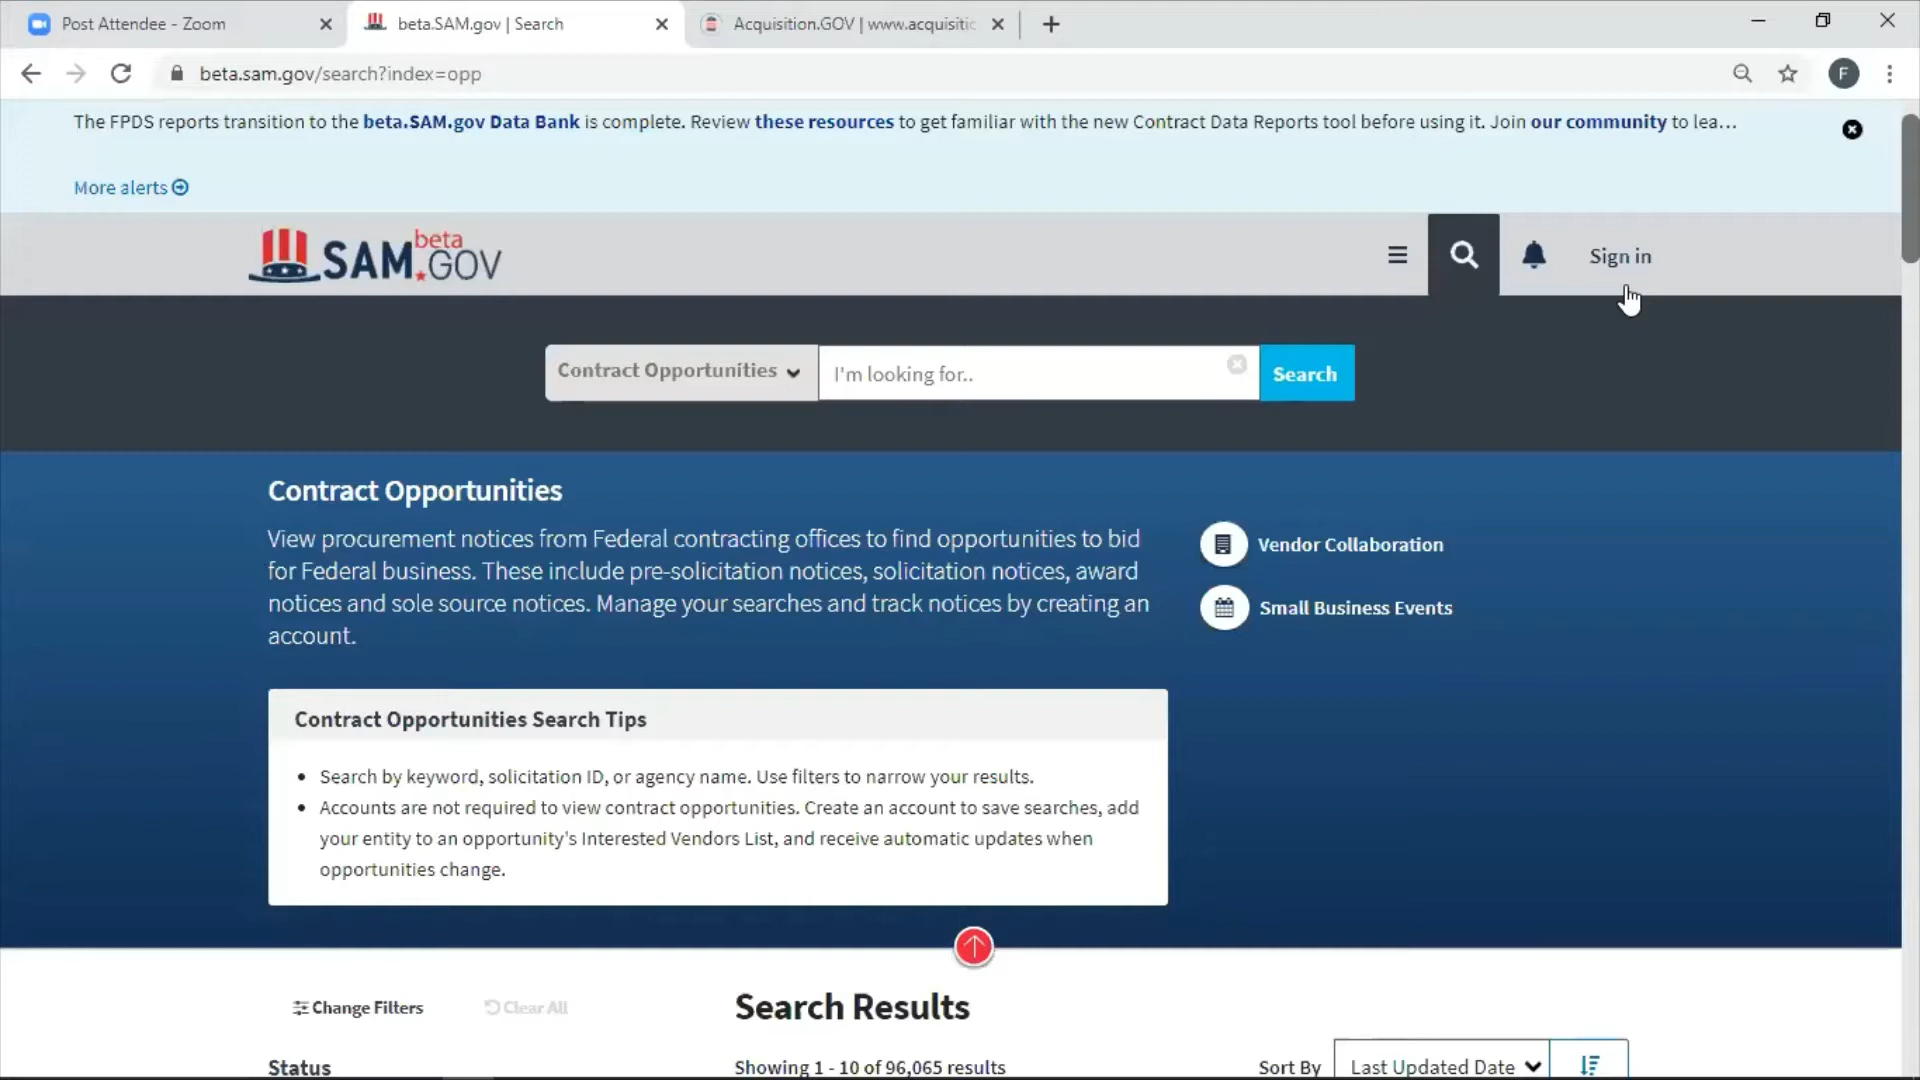 Post Attendee - Zoom
beta.SAM.gov | Search
Acquisition.GOV | www.acquisitic
beta.sam.gov/search?index=opp
F
The FPDS reports transition to the beta.SAM.gov Data Bank is complete. Review these resources to get familiar with the new Contract Data Reports tool before using it. Join our community to lea...
More alerts
SAM.GOV beta
Sign in
Contract Opportunities
I'm looking for..
Search
Contract Opportunities
View procurement notices from Federal contracting offices to find opportunities to bid
for Federal business. These include pre-solicitation notices, solicitation notices, award
notices and sole source notices. Manage your searches and track notices by creating an
account.
Vendor Collaboration
Small Business Events
Contract Opportunities Search Tips
• Search by keyword, solicitation ID, or agency name. Use filters to narrow your results.
• Accounts are not required to view contract opportunities. Create an account to save searches, add
your entity to an opportunity's Interested Vendors List, and receive automatic updates when
opportunities change.
Change Filters
Clear All
Search Results
Status
Showing 1 - 10 of 96,065 results
Sort By
Last Updated Date